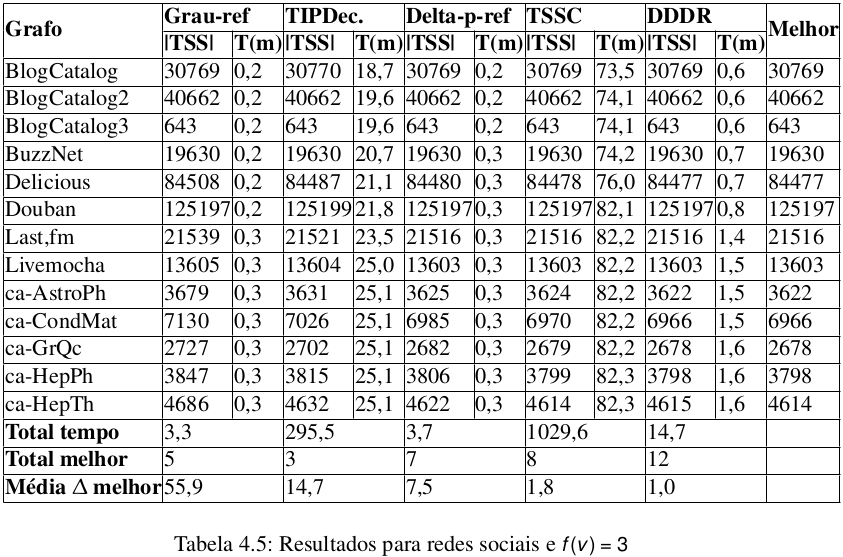 Grafo Grau-ref TIPDec. Delta-p-ref TSSC DDDR Melhor
|TSS| T(m) |TSS| T(m) |TSS| T(m) |TSS| T(m) |TSS| T(m)
BlogCatalog 30769 0,2 30770 18,7 30769 0,2 30769 73,5 30769 0,6 30769
BlogCatalog2 40662 0,2 40662 19,6 40662 0,2 40662 74,1 40662 0,6 40662
BlogCatalog3 643 0,2 643 19,6 643 0,2 643 74,1 643 0,6 643
BuzzNet 19630 0,2 19630 20,7 19630 0,3 19630 74,2 19630 0,7 19630
Delicious 84508 0,2 84487 21,1 84480 0,3 84478 76,0 84477 0,7 84477
Douban 125197 0,2 125199 21,8 125197 0,3 125197 82,1 125197 0,8 125197
Last,fm 21539 0,3 21521 23,5 21516 0,3 21516 82,2 21516 1,4 21516
Livemocha 13605 0,3 13604 25,0 13603 0,3 13603 82,2 13603 1,5 13603
ca-AstroPh 3679 0,3 3631 25,1 3625 0,3 3624 82,2 3622 1,5 3622
ca-CondMat 7130 0,3 7026 25,1 6985 0,3 6970 82,2 6966 1,5 6966
ca-GrQc 2727 0,3 2702 25,1 2682 0,3 2679 82,2 2678 1,6 2678
ca-HepPh 3847 0,3 3815 25,1 3806 0,3 3799 82,3 3798 1,6 3798
ca-HepTh 4686 0,3 4632 25,1 4622 0,3 4614 82,3 4615 1,6 4614
Total tempo 3,3 295,5 3,7 1029,6 14,7
Total melhor 5 3 7 8 12
Média Δ melhor 55,9 14,7 7,5 1,8 1,0
Tabela 4.5: Resultados para redes sociais e f(v) = 3